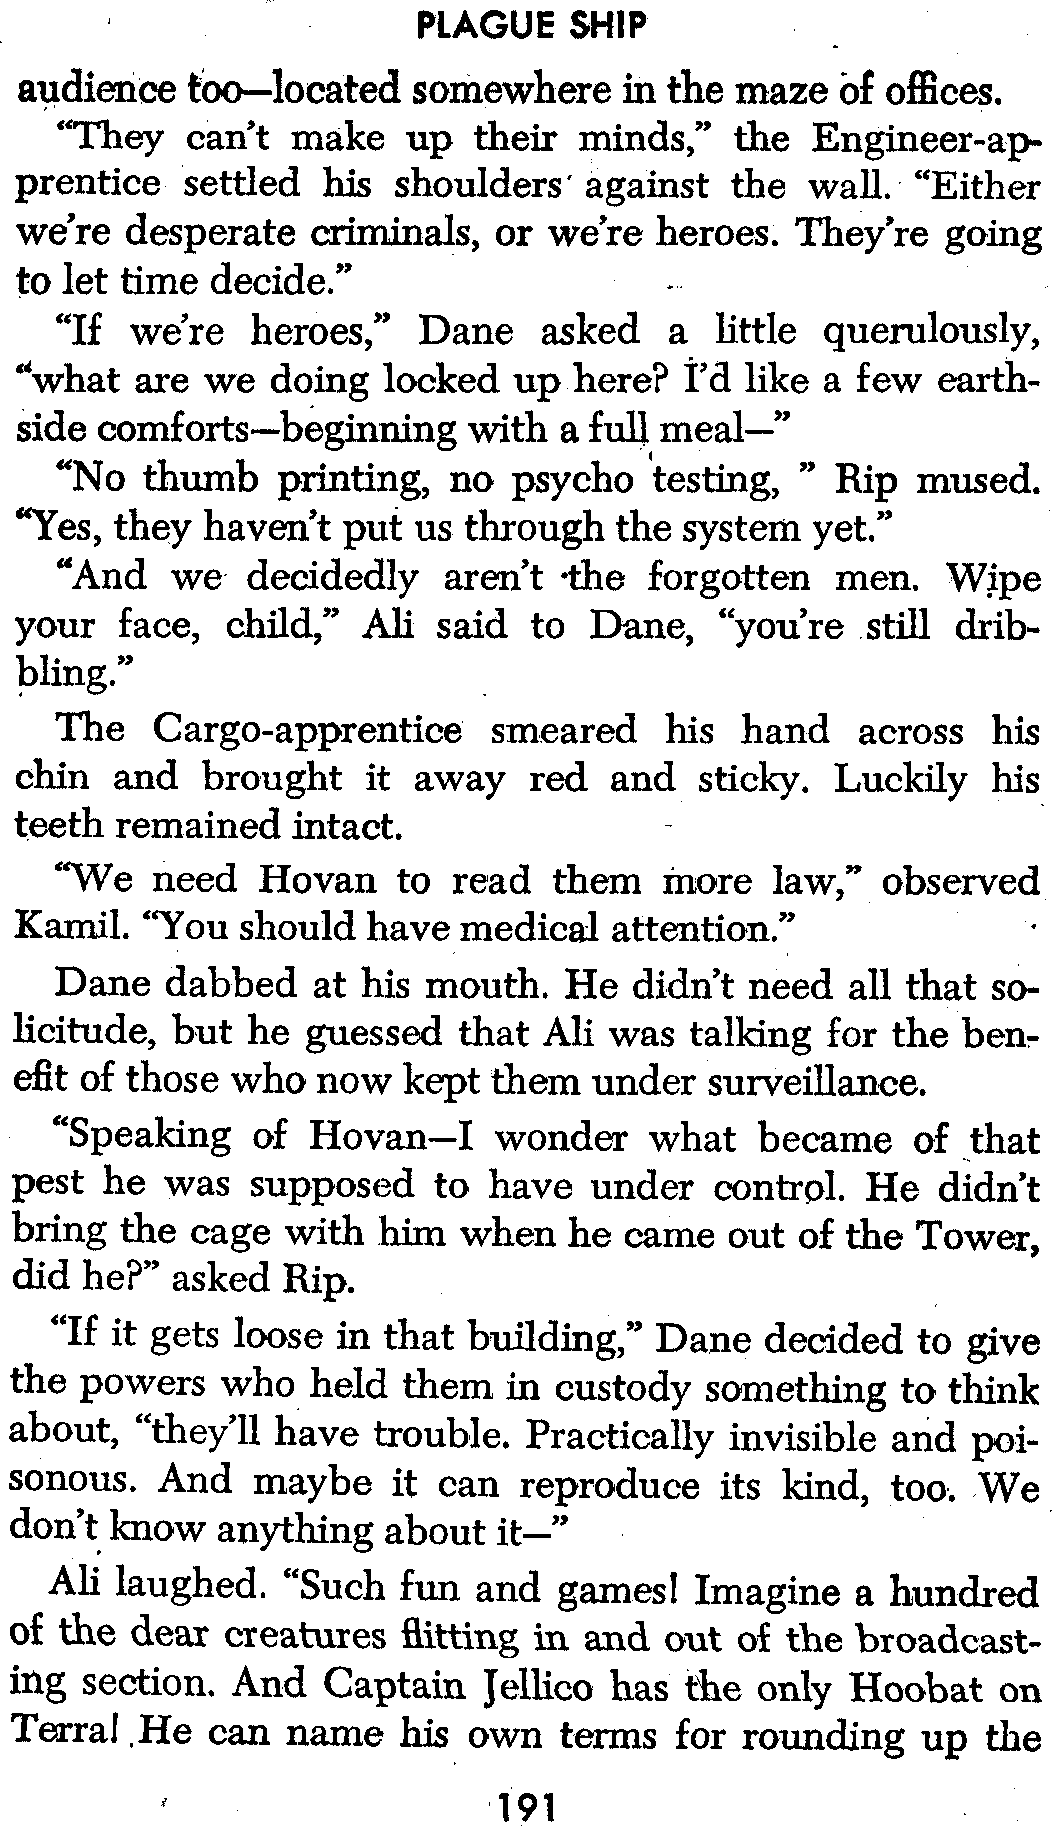 PLAGUE SHIP
audience too—located somewhere in the maze of offices.
“They can't make up their minds,” the Engineer-ap-
prentice settled his shoulders against the wall. “Either
we're desperate criminals, or we're heroes. They're going
to let time decide.”
“If we're heroes,” Dane asked a little querulously,
“what are we doing locked up here? I'd like a few earth-
side comforts—beginning with a full meal—”
“No thumb printing, no psycho testing, ” Rip mused.
“Yes, they haven't put us through the system yet.”
“And we decidedly aren't the forgotten men. Wipe
your face, child,” Ali said to Dane, “you're still drib-
bling.”
The Cargo-apprentice smeared his hand across his
chin and brought it away red and sticky. Luckily his
teeth remained intact.
“We need Hovan to read them more law,” observed
Kamil. “You should have medical attention.”
Dane dabbed at his mouth. He didn't need all that so-
licitude, but he guessed that Ali was talking for the ben-
efit of those who now kept them under surveillance.
“Speaking of Hovan—I wonder what became of that
pest he was supposed to have under control. He didn't
bring the cage with him when he came out of the Tower,
did he?” asked Rip.
“If it gets loose in that building,” Dane decided to give
the powers who held them in custody something to think
about, “they'll have trouble. Practically invisible and poi-
sonous. And maybe it can reproduce its kind, too. We
don't know anything about it—”
Ali laughed. “Such fun and games! Imagine a hundred
of the dear creatures flitting in and out of the broadcast-
ing section. And Captain Jellico has the only Hoobat on
Terra! He can name his own terms for rounding up the
191